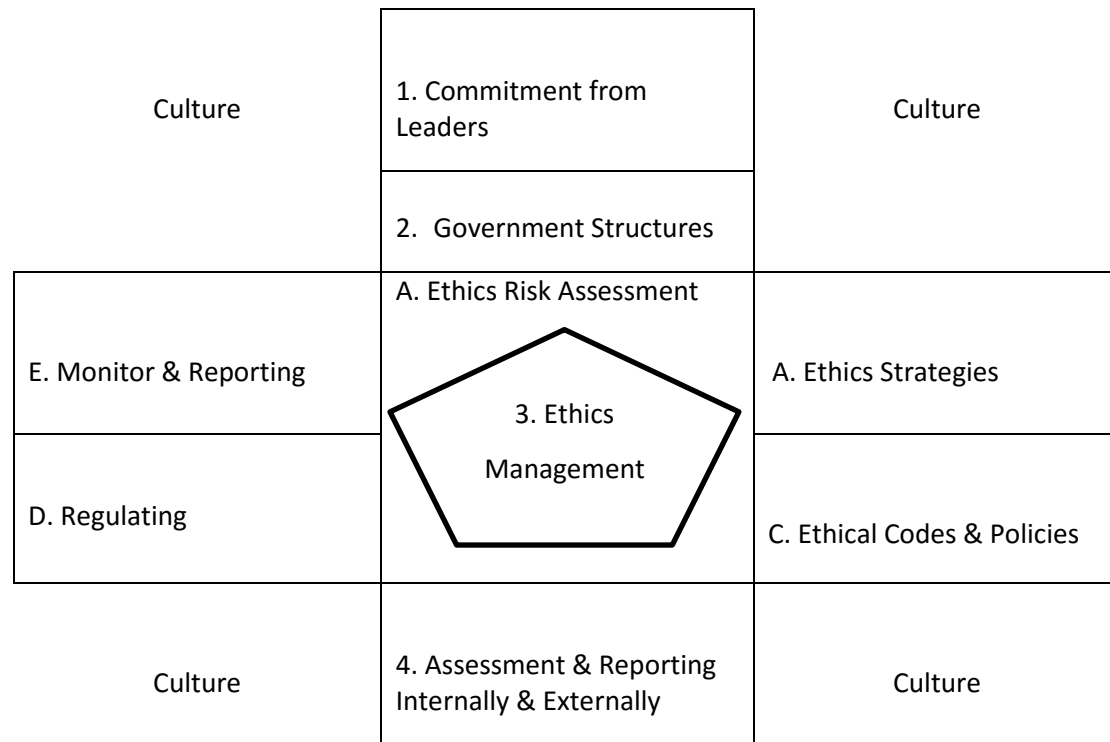 Culture
1. Commitment from
Leaders
Culture
2. Government Structures
A. Ethics Risk Assessment
E. Monitor & Reporting
3. Ethics
Management
A. Ethics Strategies
D. Regulating
C. Ethical Codes & Policies
Culture
4. Assessment & Reporting
Internally & Externally
Culture